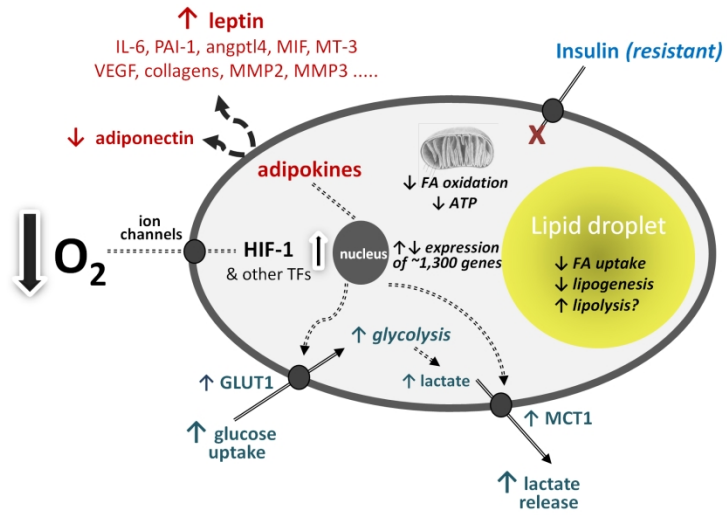 ↑ leptin
IL-6, PAI-1, angptl4, MIF, MT-3
VEGF, collagens, MMP2, MMP3 .....
Insulin (resistant)
X
↓ adiponectin
adipokines
↓ FA oxidation
↓ ATP
Lipid droplet
↓ FA uptake
↓ lipogenesis
↑ lipolysis?
ion
channels
↓ O₂
HIF-1 ↑
& other TFs
nucleus
↑↓ expression
of ~1,300 genes
↑ glycolysis
↑ GLUT1
↑ lactate
↑ MCT1
↑ glucose
uptake
↑ lactate
release